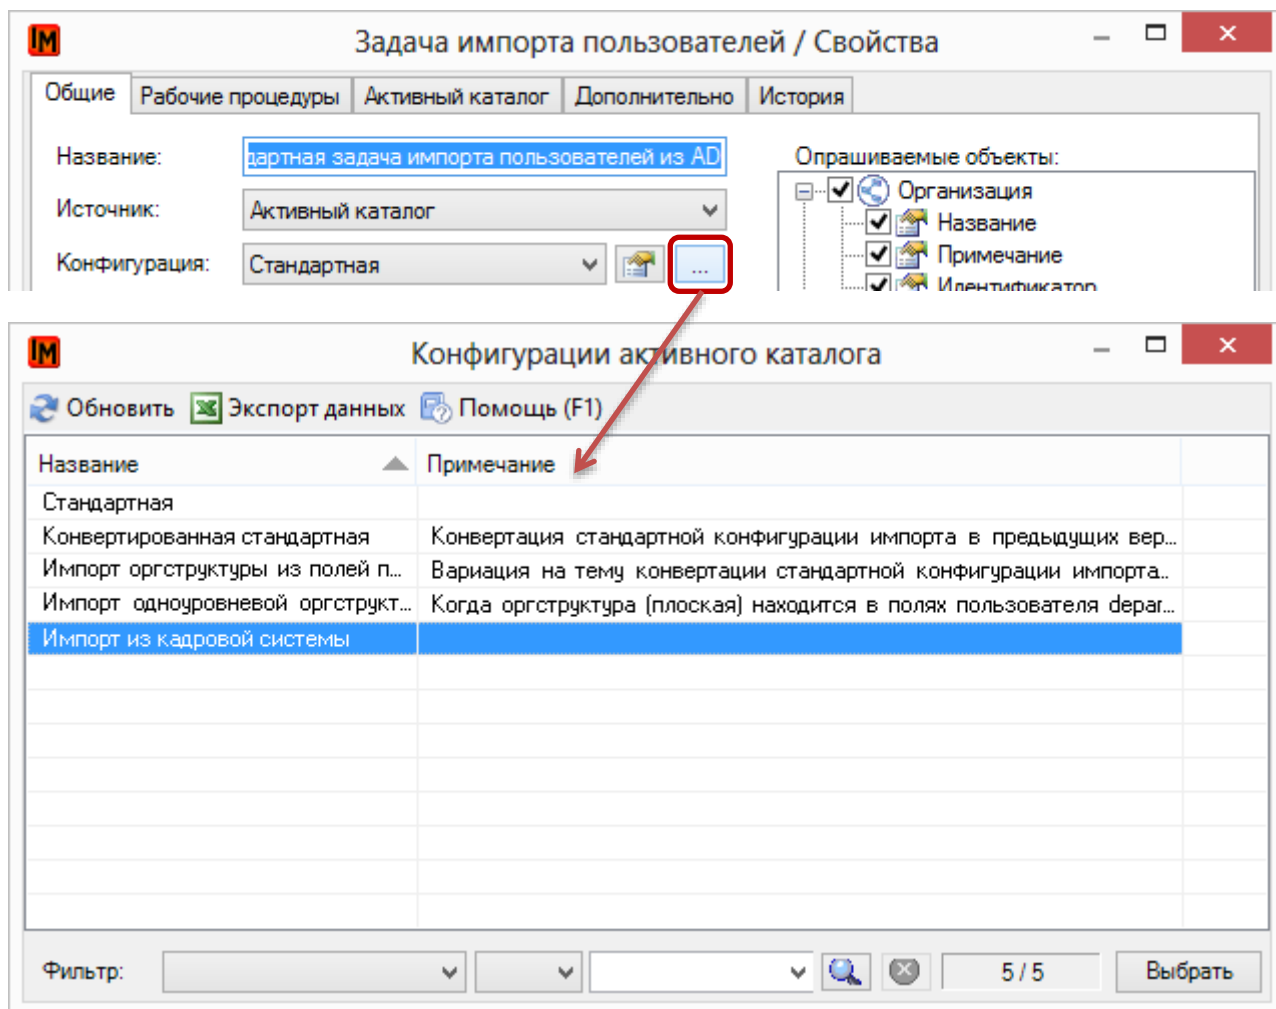 IM
Задача импорта пользователей / Свойства
Общие Рабочие процедуры Активный каталог Дополнительно История
Название: дартная задача импорта пользователей из AD Опрашиваемые объекты:
Организация
Источник: Активный каталог
Название
Примечание
Конфигурация: Стандартная ...
Идентификатор
IM
Конфигурации активного каталога
Обновить Экспорт данных Помощь (F1)
Название Примечание
Стандартная
Конвертированная стандартная Конвертация стандартной конфигурации импорта в предыдущих вер...
Импорт оргструктуры из полей п... Вариация на тему конвертации стандартной конфигурации импорта...
Импорт одноуровневой оргструкт... Когда оргструктура (плоская) находится в полях пользователя depar...
Импорт из кадровой системы
Фильтр: 5 / 5 Выбрать